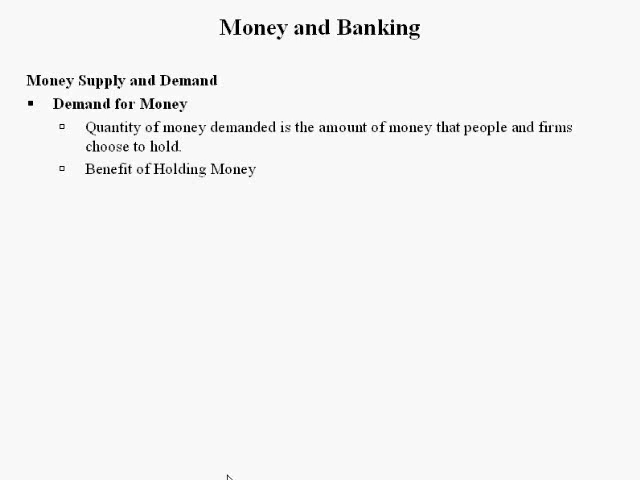 Money and Banking
Money Supply and Demand
▪ Demand for Money
▫ Quantity of money demanded is the amount of money that people and firms
choose to hold.
▫ Benefit of Holding Money